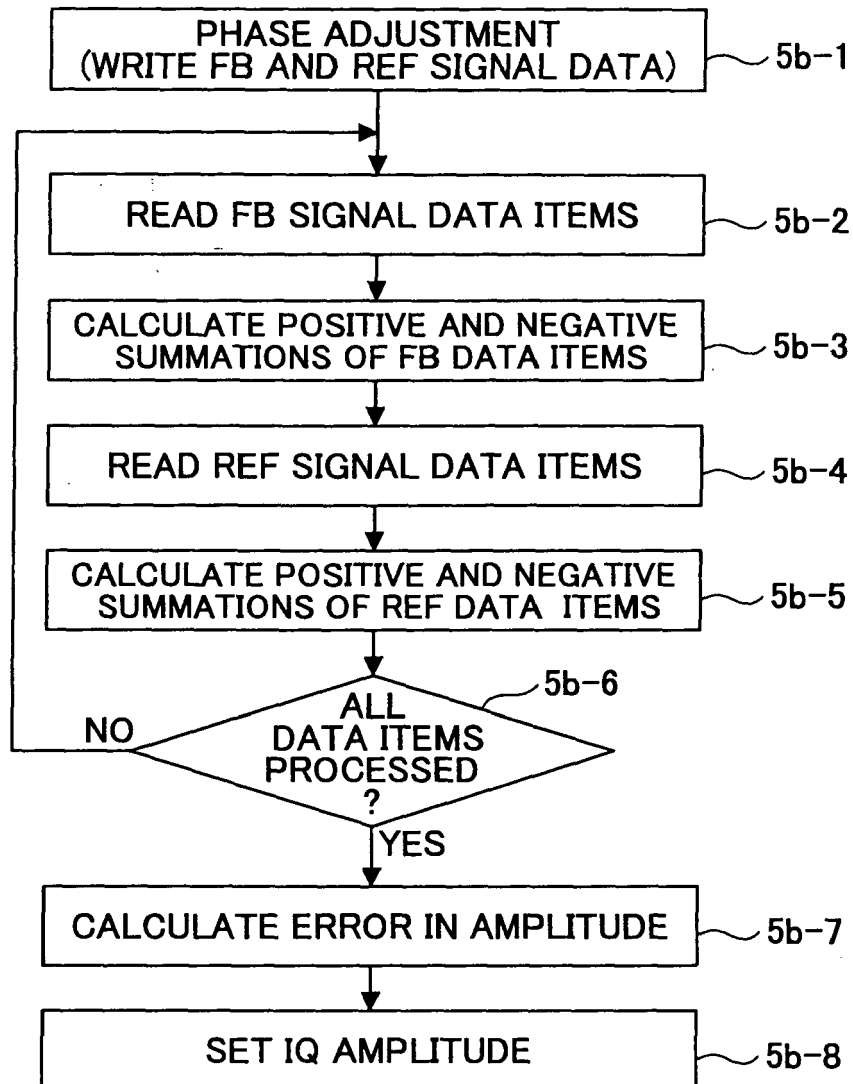 PHASE ADJUSTMENT
(WRITE FB AND REF SIGNAL DATA)
5b-1
READ FB SIGNAL DATA ITEMS
5b-2
CALCULATE POSITIVE AND NEGATIVE
SUMMATIONS OF FB DATA ITEMS
5b-3
READ REF SIGNAL DATA ITEMS
5b-4
CALCULATE POSITIVE AND NEGATIVE
SUMMATIONS OF REF DATA ITEMS
5b-5
5b-6
ALL
DATA ITEMS
PROCESSED
?
NO
YES
CALCULATE ERROR IN AMPLITUDE
5b-7
SET IQ AMPLITUDE
5b-8